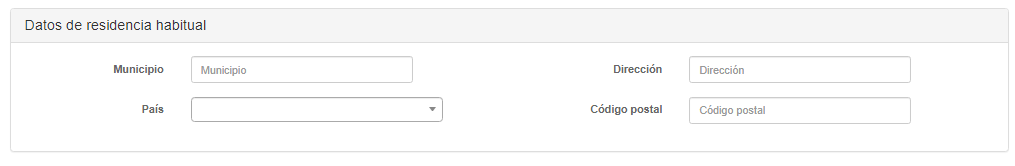 Datos de residencia habitual
Municipio Municipio Dirección Dirección
País Código postal Código postal